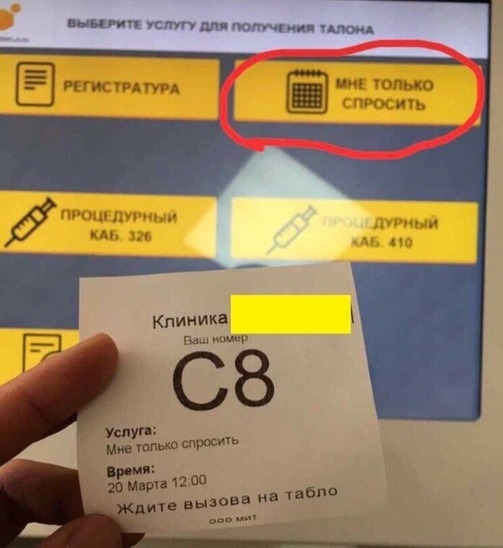 ВЫБЕРИТЕ УСЛУГУ ДЛЯ ПОЛУЧЕНИЯ ТАЛОНА
РЕГИСТРАТУРА
МНЕ ТОЛЬКО
СПРОСИТЬ
ПРОЦЕДУРНЫЙ
КАБ. 326
ПРОЦЕДУРНЫЙ
КАБ. 410
Клиника
Ваш номер
С8
Услуга:
Мне только спросить
Время:
20 Марта 12:00
Ждите вызова на табло
ООО МИТ